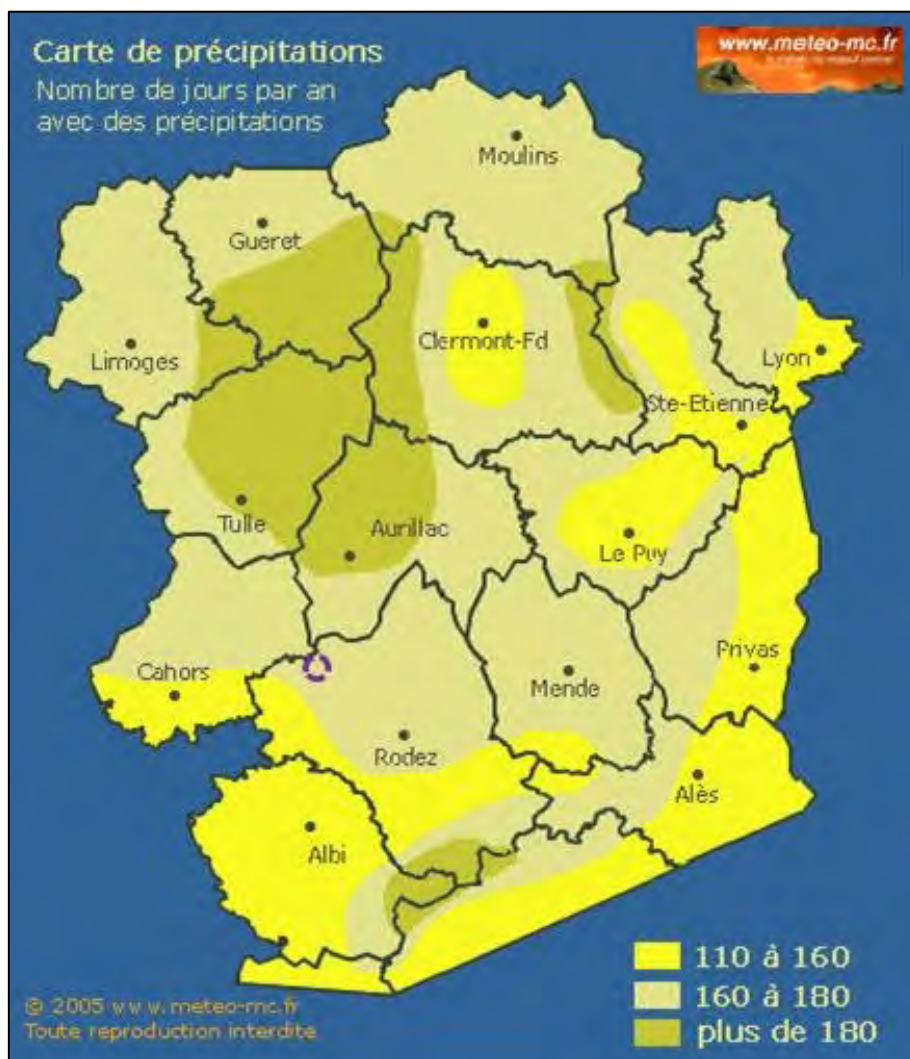 Carte de précipitations
Nombre de jours par an
avec des précipitations
www.meteo-mc.fr
Moulins
Gueret
Limoges
Clermont-Fd
Lyon
Ste-Etienne
Tulle
Aurillac
Le Puy
Cahors
Mende
Privas
Rodez
Alès
Albi
110 à 160
160 à 180
plus de 180
© 2005 www.meteo-mc.fr
Toute reproduction interdite